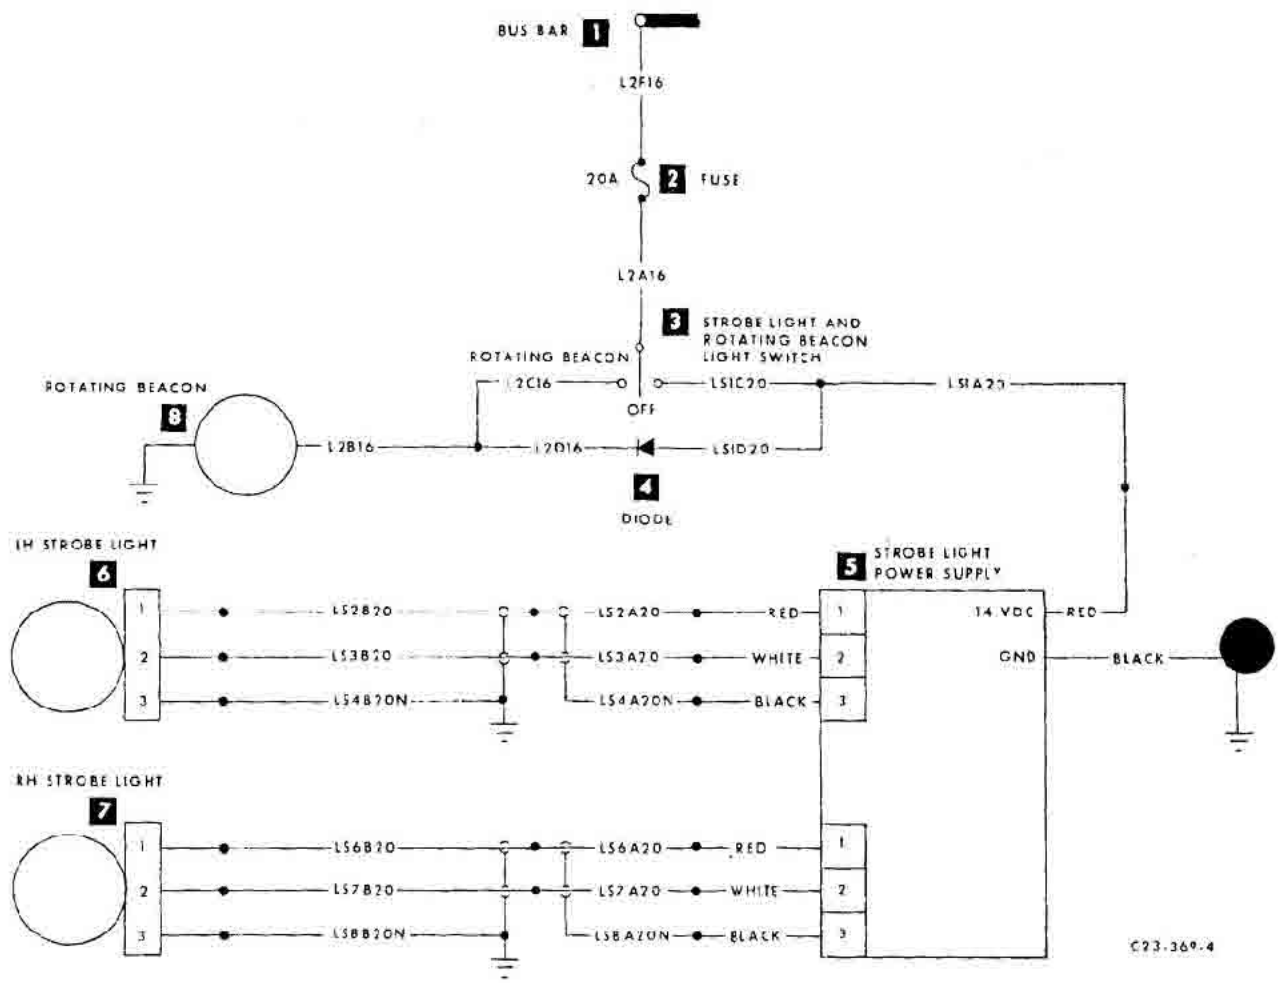 BUS BAR 1
L2F16
20A 2 FUSE
L2A16
3 STROBE LIGHT AND
ROTATING BEACON
LIGHT SWITCH
ROTATING BEACON
L2C16
LS1C20
LS1A20
OFF
ROTATING BEACON
8
L2B16
L2D16
LS1D20
4
DIODE
LH STROBE LIGHT
6
5 STROBE LIGHT
POWER SUPPLY
1 LS2B20 LS2A20 RED 1 14 VDC RED
2 LS3B20 LS3A20 WHITE 2 GND BLACK
3 LS4B20N LS4A20N BLACK 3
RH STROBE LIGHT
7
1 LS6B20 LS6A20 RED 1
2 LS7B20 LS7A20 WHITE 2
3 LS8B20N LS8A20N BLACK 3
C23-369-4